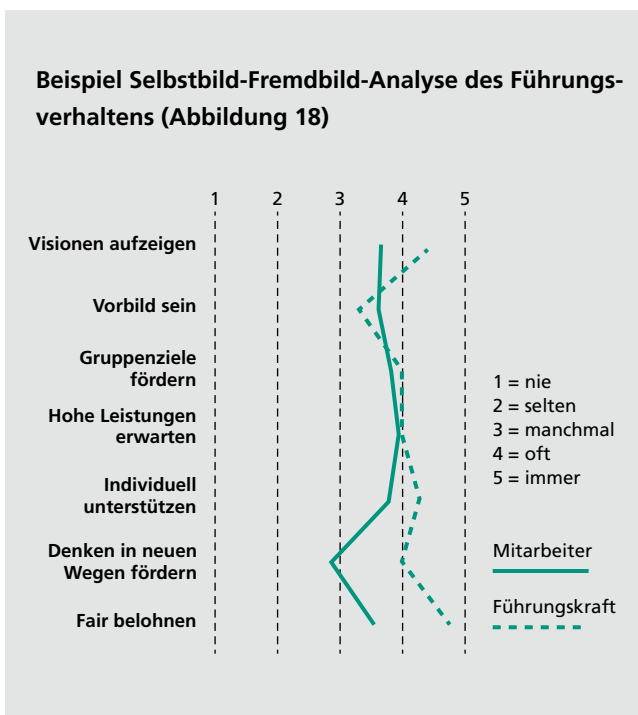 Beispiel Selbstbild-Fremdbild-Analyse des Führungs-
verhaltens (Abbildung 18)
1 2 3 4 5
Visionen aufzeigen
Vorbild sein
Gruppenziele
fördern
Hohe Leistungen
erwarten
Individuell
unterstützen
Denken in neuen
Wegen fördern
Fair belohnen
1 = nie
2 = selten
3 = manchmal
4 = oft
5 = immer
Mitarbeiter
Führungskraft